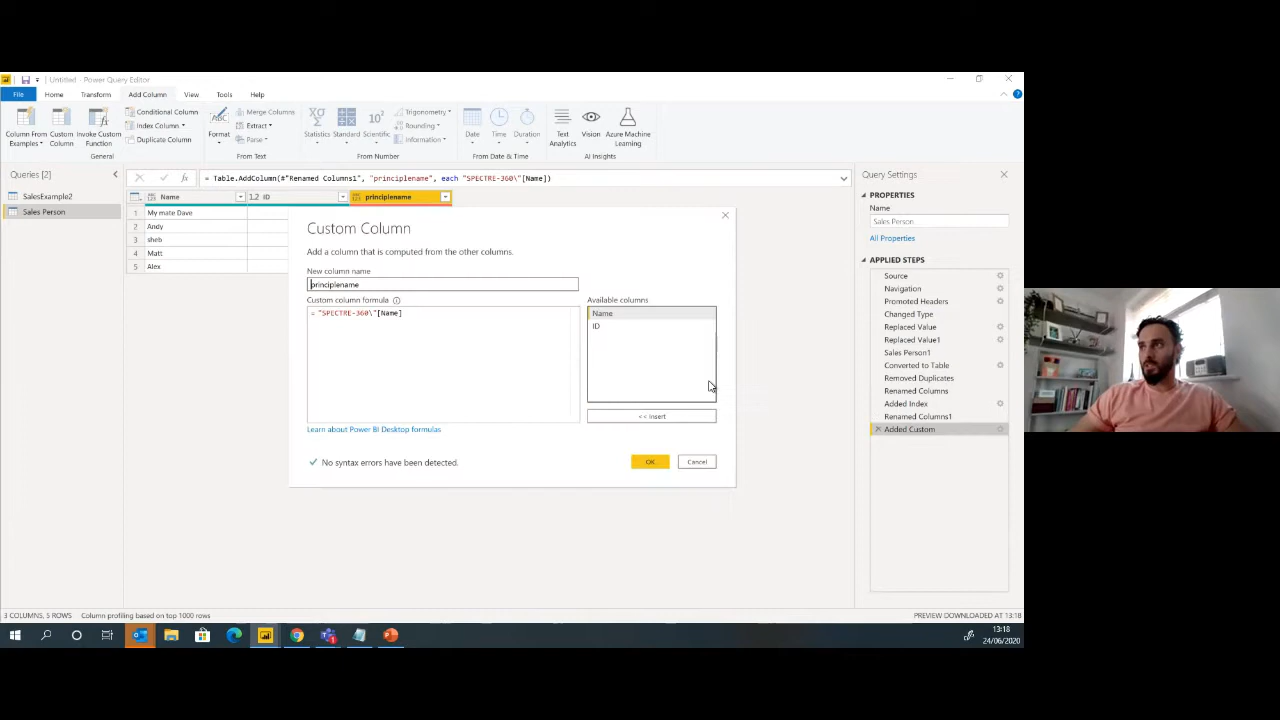 Untitled - Power Query Editor
File
Home
Transform
Add Column
View
Tools
Help
Column From Examples
Custom Column
Invoke Custom Function
Conditional Column
Index Column
Duplicate Column
General
Format
Merge Columns
Extract
Parse
From Text
Statistics
Standard
Scientific
Trigonometry
Rounding
Information
From Number
Date
Time
Duration
From Date & Time
Text Analytics
Vision
Azure Machine Learning
AI Insights
Queries [2]
SalesExample2
Sales Person
= Table.AddColumn(#"Renamed Columns1", "principlename", each "SPECTRE-360\"[Name])
Name
1.2 ID
principlename
1 My mate Dave
2 Andy
3 sheb
4 Matt
5 Alex
Custom Column
Add a column that is computed from the other columns.
New column name
principlename
Custom column formula
= "SPECTRE-360\"[Name]
Available columns
Name
ID
<< Insert
Learn about Power BI Desktop formulas
No syntax errors have been detected.
OK
Cancel
Query Settings
PROPERTIES
Name
Sales Person
All Properties
APPLIED STEPS
Source
Navigation
Promoted Headers
Changed Type
Replaced Value
Replaced Value1
Sales Person1
Converted to Table
Removed Duplicates
Renamed Columns
Added Index
Renamed Columns1
Added Custom
3 COLUMNS, 5 ROWS
Column profiling based on top 1000 rows
PREVIEW DOWNLOADED AT 13:18
13:18
24/06/2020